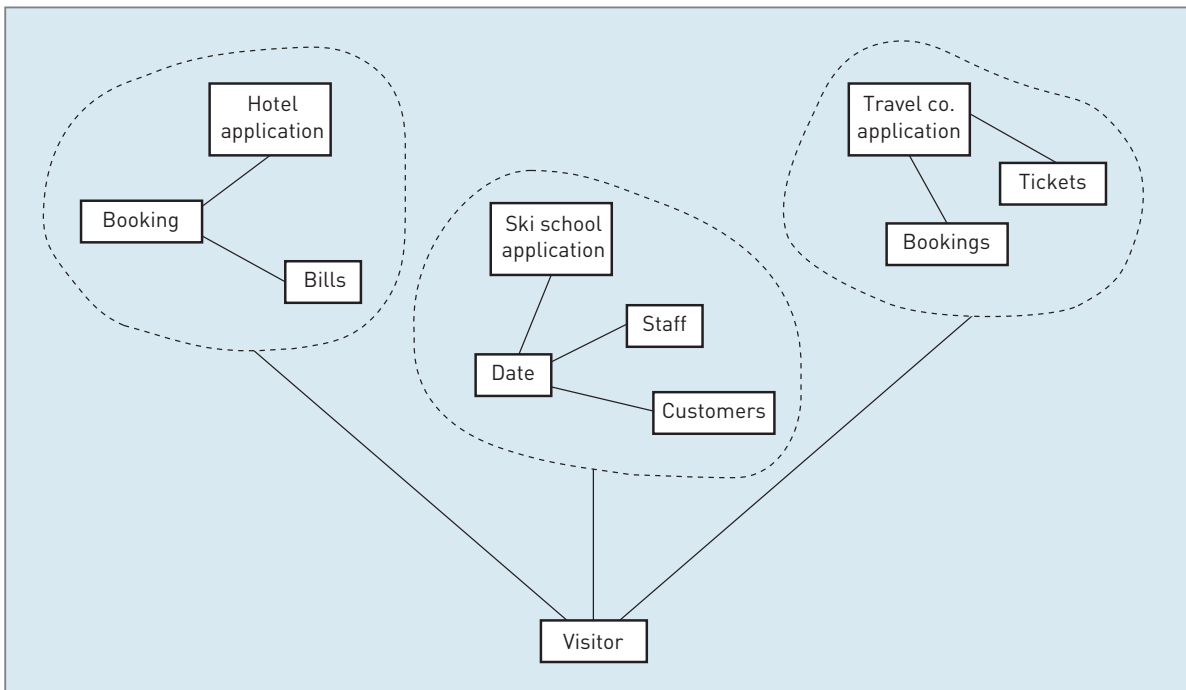 Hotel
application
Booking
Bills
Ski school
application
Staff
Date
Customers
Travel co.
application
Tickets
Bookings
Visitor